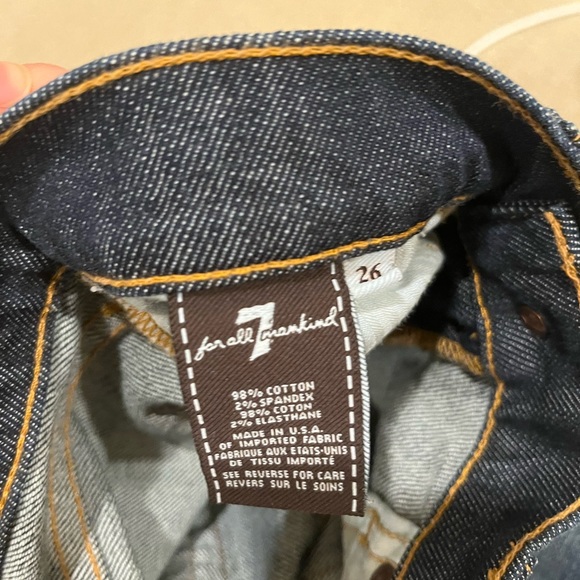 26
7
for all mankind
98% COTTON
2% SPANDEX
98% COTON
2% ELASTHANE
MADE IN U.S.A.
OF IMPORTED FABRIC
FABRIQUE AUX ETATS-UNIS
DE TISSU IMPORTÉ
SEE REVERSE FOR CARE
REVERS SUR LE SOINS